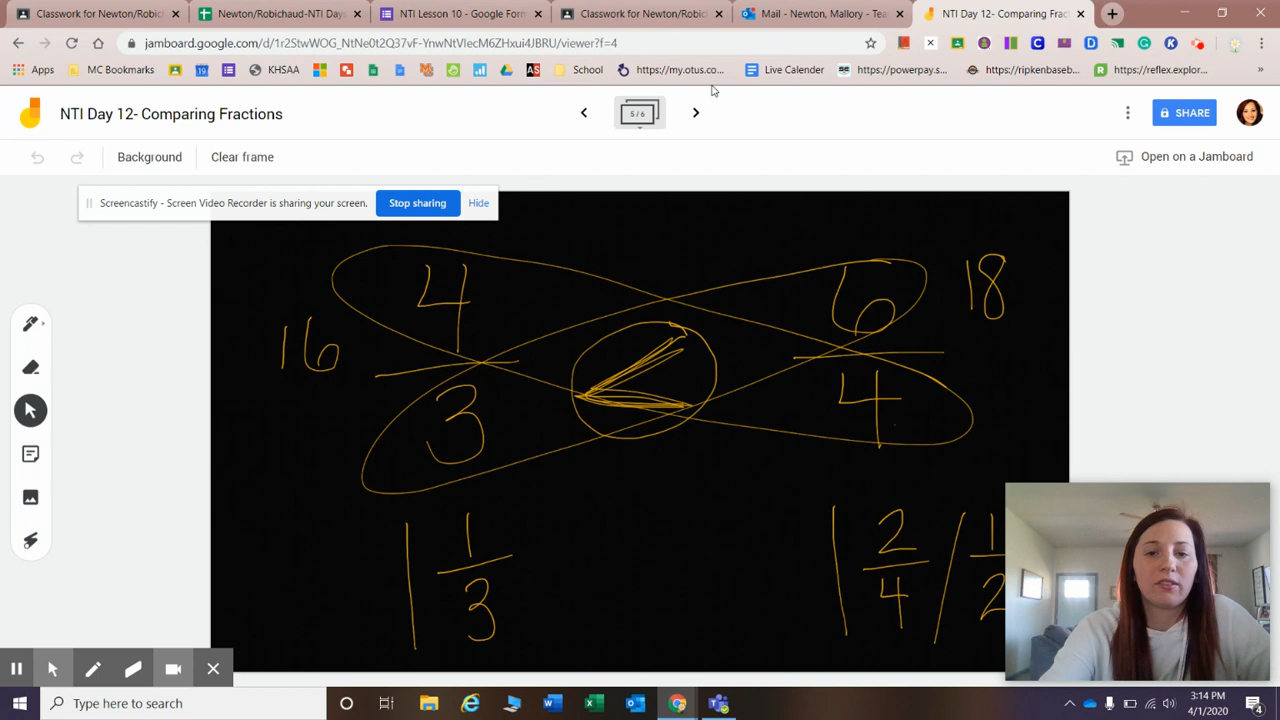 Classwork for Newton/Robich
Newton/Robichaud-NTI Days
NTI Lesson 10 - Google Form
Classwork for Newton/Robich
Mail - Newton, Mallory - Tea
NTI Day 12- Comparing Frac
jamboard.google.com/d/1r2StwWOG_NtNe0t2Q37vF-YnwNtVIecM6ZHxui4JBRU/viewer?f=4
Apps
MC Bookmarks
KHSAA
School
https://my.otus.co...
Live Calender
https://powerpay.s...
https://ripkenbaseb...
https://reflex.explor...
NTI Day 12- Comparing Fractions
5 / 6
SHARE
Background
Clear frame
Open on a Jamboard
Screencastify - Screen Video Recorder is sharing your screen.
Stop sharing
Hide
4 6 18
16 <
3 4
1 1/3 1 2/4 / 1/2
Type here to search
3:14 PM
4/1/2020
4